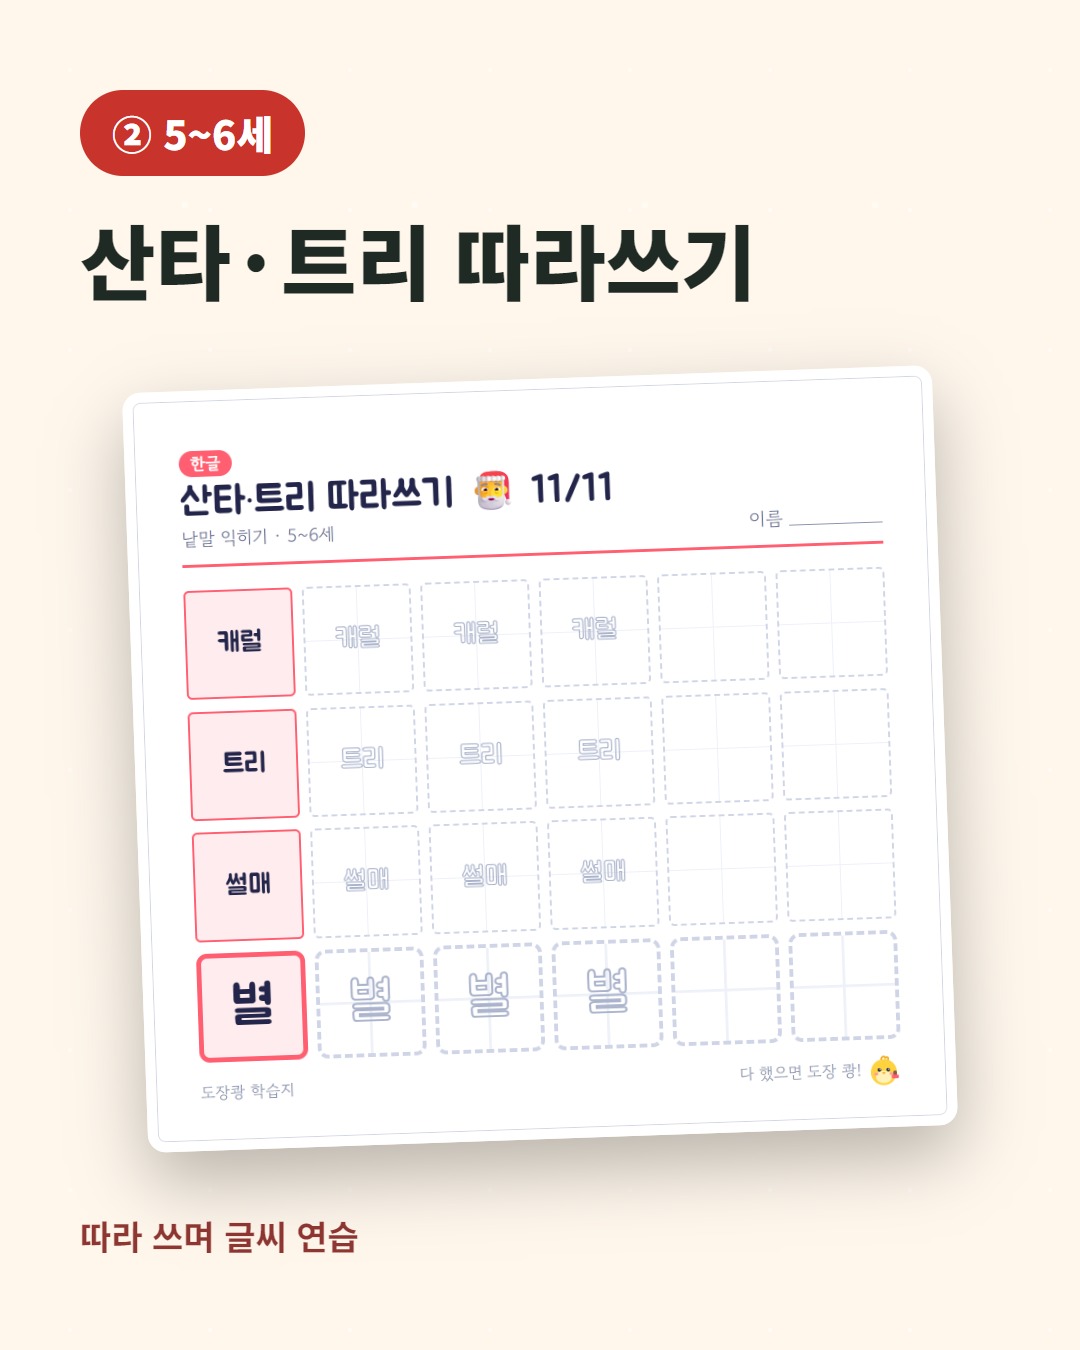 ② 5~6세
산타·트리 따라쓰기
한글
산타·트리 따라쓰기 11/11
낱말 익히기 · 5~6세
이름
캐럴 캐럴 캐럴 캐럴
트리 트리 트리 트리
썰매 썰매 썰매 썰매
별 별 별 별
도장쾅 학습지
다 했으면 도장 쾅!
따라 쓰며 글씨 연습